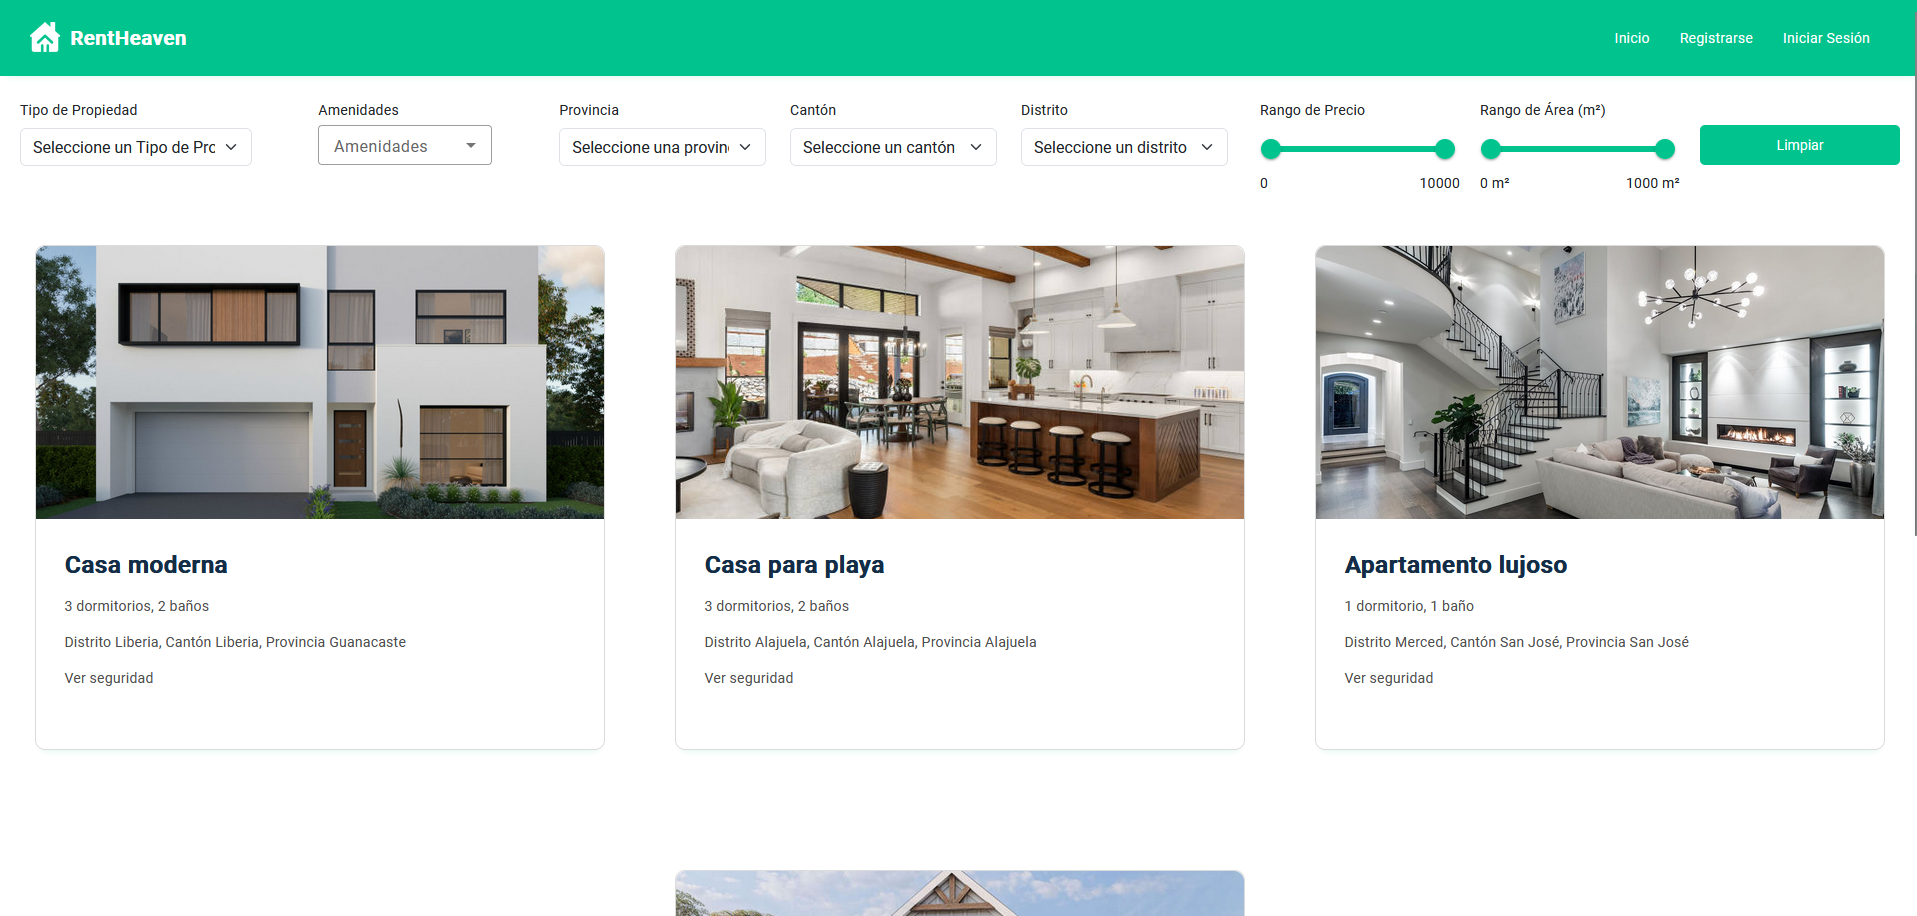 RentHeaven
Inicio
Registrarse
Iniciar Sesión
Tipo de Propiedad
Amenidades
Provincia
Cantón
Distrito
Rango de Precio
Rango de Área (m²)
Seleccione un Tipo de Pro
Amenidades
Seleccione una provin
Seleccione un cantón
Seleccione un distrito
Limpiar
0
10000
0 m²
1000 m²
Casa moderna
3 dormitorios, 2 baños
Distrito Liberia, Cantón Liberia, Provincia Guanacaste
Ver seguridad
Casa para playa
3 dormitorios, 2 baños
Distrito Alajuela, Cantón Alajuela, Provincia Alajuela
Ver seguridad
Apartamento lujoso
1 dormitorio, 1 baño
Distrito Merced, Cantón San José, Provincia San José
Ver seguridad